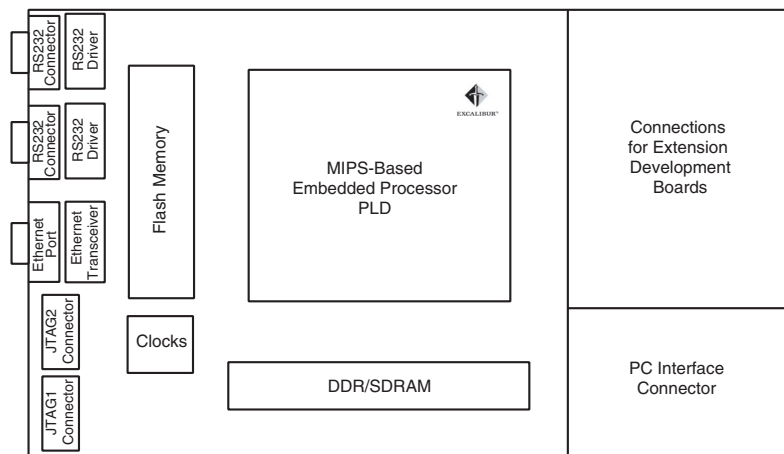 RS232
Connector
RS232
Driver
RS232
Connector
RS232
Driver
Ethernet
Port
Ethernet
Transceiver
JTAG2
Connector
JTAG1
Connector
Flash Memory
Clocks
EXCALIBUR™
MIPS-Based
Embedded Processor
PLD
DDR/SDRAM
Connections
for Extension
Development
Boards
PC Interface
Connector